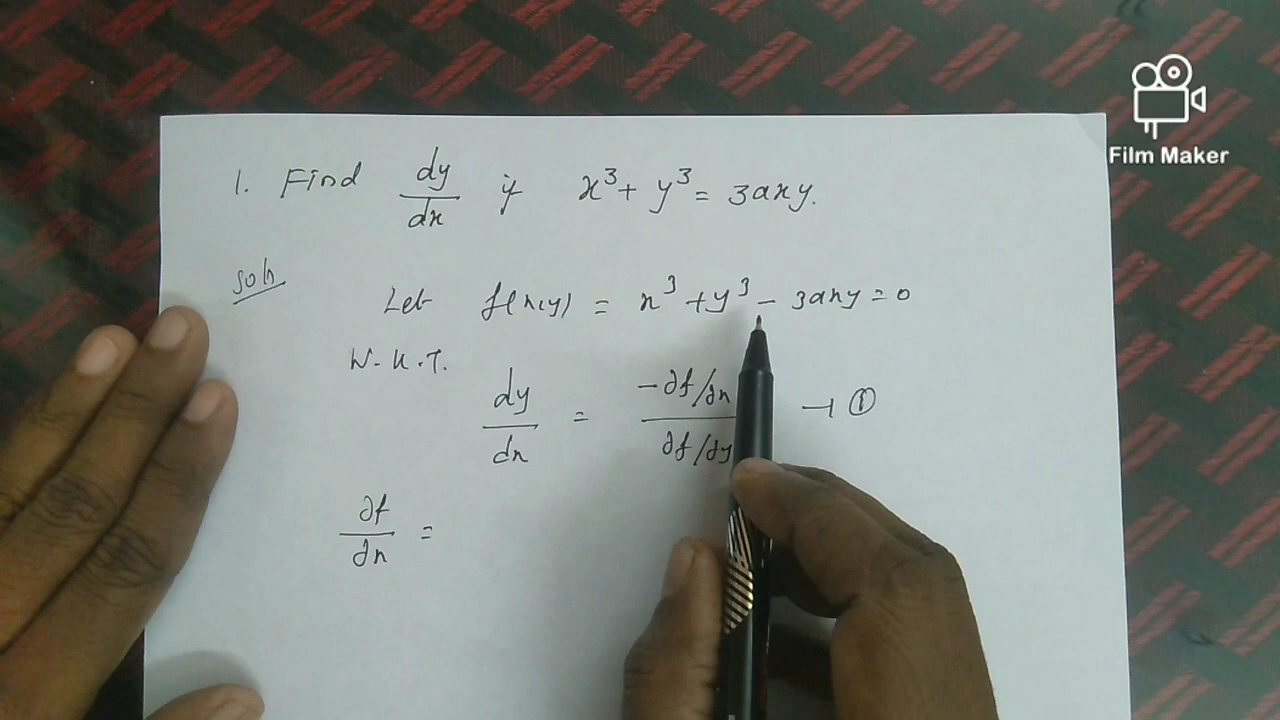 Film Maker
1. Find dy/dx if x³ + y³ = 3axy.
Soln
Let f(x,y) = x³ + y³ - 3axy = 0
W.K.T.
dy/dx = -∂f/∂x / ∂f/∂y → ①
∂f/∂x =